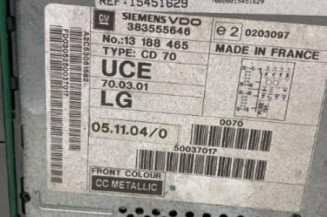 REF: 15451629
GM
SIEMENS VDO
383555646
e2 0203097
No.:13 188 465
MADE IN FRANCE
TYPE: CD 70
UCE
70.03.01
LG
05.11.04/0
0070
50037017
FRONT COLOUR
CC METALLIC